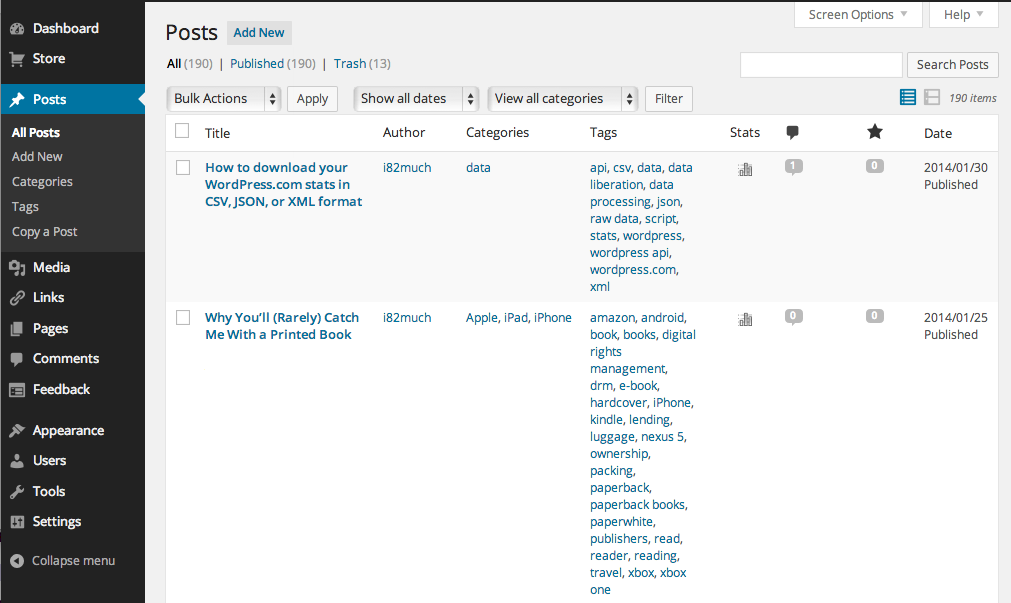 Dashboard
Store
Posts
All Posts
Add New
Categories
Tags
Copy a Post
Media
Links
Pages
Comments
Feedback
Appearance
Users
Tools
Settings
Collapse menu
Screen Options
Help
Posts Add New
All (190) | Published (190) | Trash (13)
Search Posts
Bulk Actions Apply Show all dates View all categories Filter
190 items
Title Author Categories Tags Stats Date
How to download your
WordPress.com stats in
CSV, JSON, or XML format
i82much
data
api, csv, data, data
liberation, data
processing, json,
raw data, script,
stats, wordpress,
wordpress api,
wordpress.com,
xml
1
0
2014/01/30
Published
Why You’ll (Rarely) Catch
Me With a Printed Book
i82much
Apple, iPad, iPhone
amazon, android,
book, books, digital
rights
management,
drm, e-book,
hardcover, iPhone,
kindle, lending,
luggage, nexus 5,
ownership,
packing,
paperback,
paperback books,
paperwhite,
publishers, read,
reader, reading,
travel, xbox, xbox
one
0
0
2014/01/25
Published